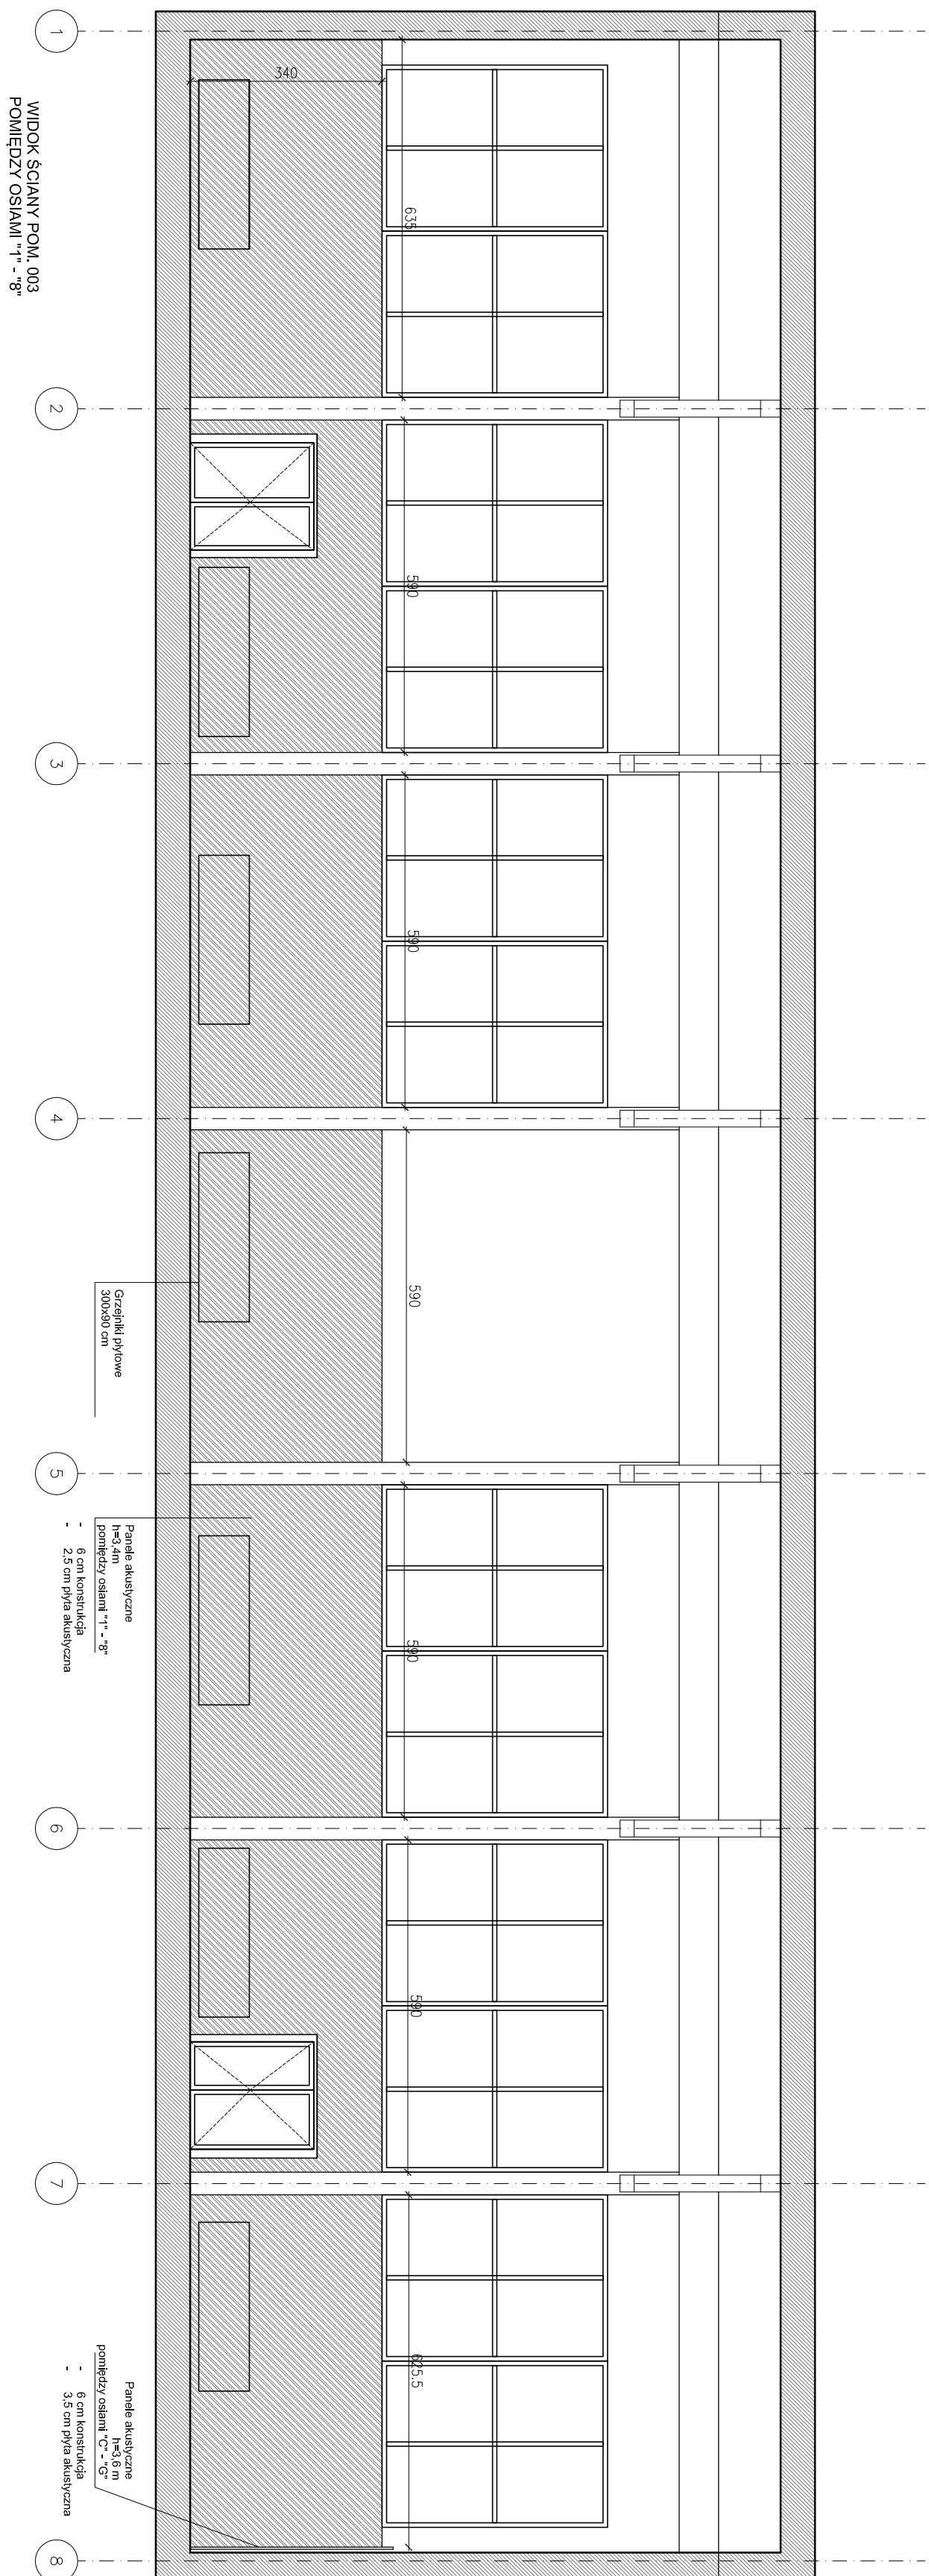 WIDOK ŚCIANY POM. 003
POMIĘDZY OSIAMI "1" - "8"
1
2
3
4
5
6
7
8
340
635
590
590
590
590
590
625.5
Grzejniki płytowe
300x90 cm
Panele akustyczne
h=3,4m
pomiędzy osiami "1" - "8"
- 6 cm konstrukcja
- 2,5 cm płyta akustyczna
Panele akustyczne
h=3,6 m
pomiędzy osiami "C" - "G"
- 6 cm konstrukcja
- 3,5 cm płyta akustyczna